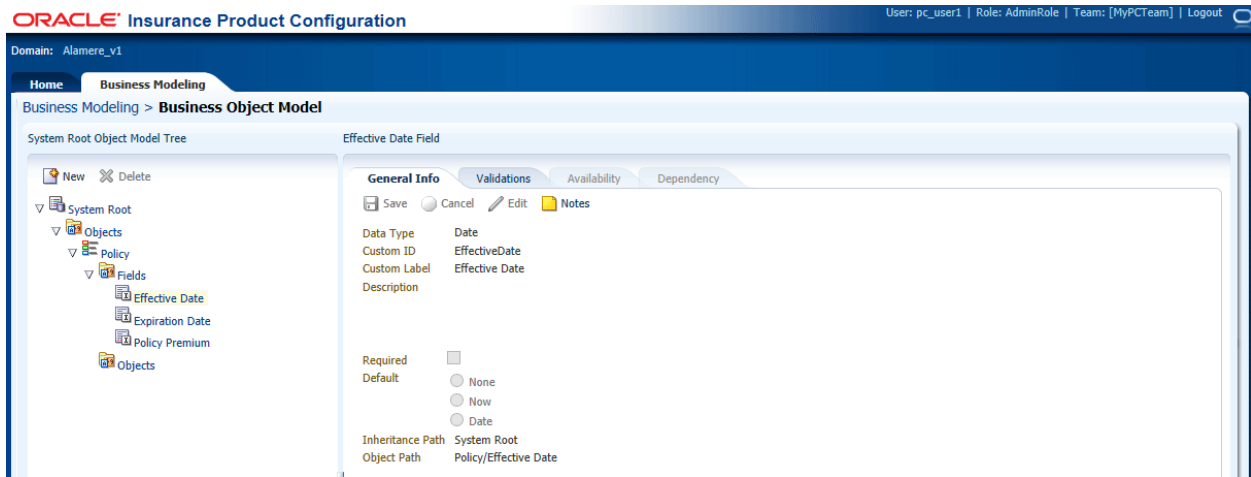 ORACLE Insurance Product Configuration
User: pc_user1 | Role: AdminRole | Team: [MyPCTeam] | Logout
Domain: Alamere_v1
Home Business Modeling
Business Modeling > Business Object Model
System Root Object Model Tree
Effective Date Field
New Delete
General Info Validations Availability Dependency
Save Cancel Edit Notes
System Root
Objects
Policy
Fields
Effective Date
Expiration Date
Policy Premium
Objects
Data Type Date
Custom ID EffectiveDate
Custom Label Effective Date
Description
Required
Default
None
Now
Date
Inheritance Path System Root
Object Path Policy/Effective Date